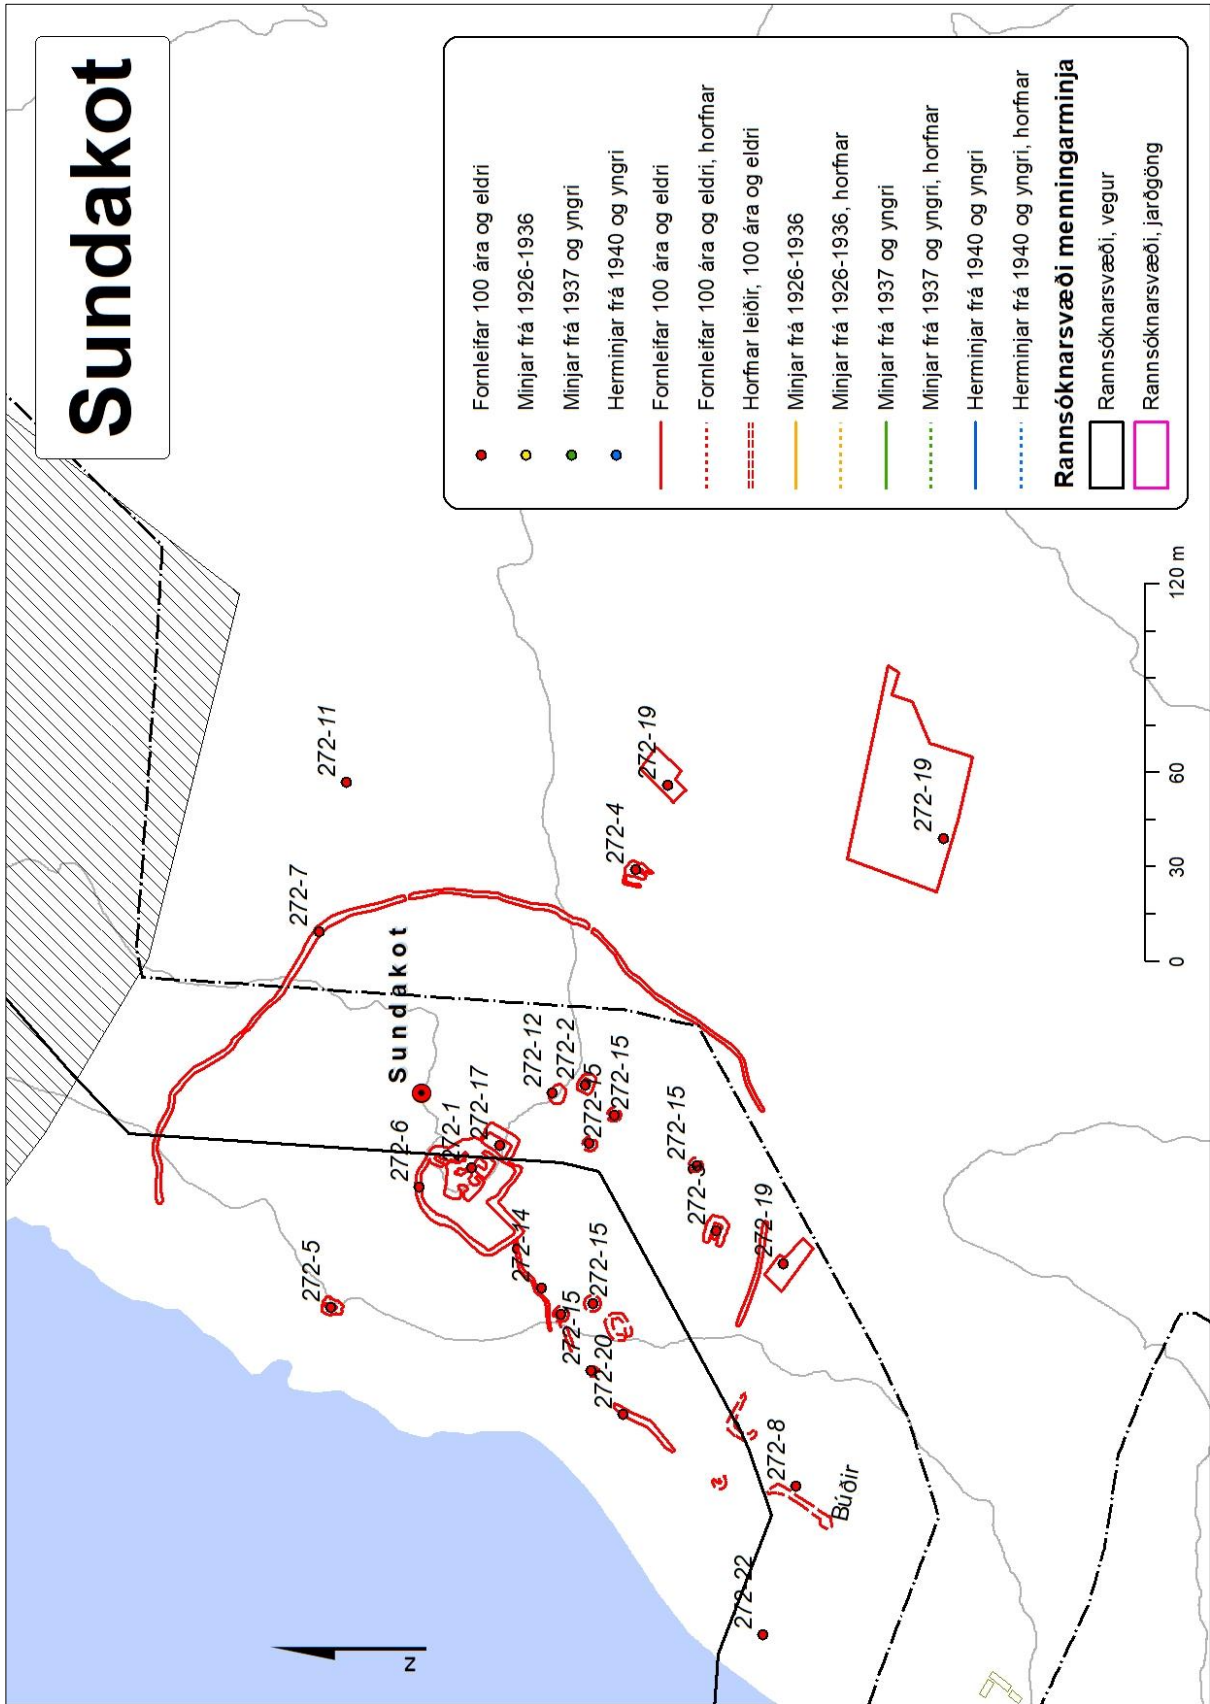 Sundakot
Fornleifar 100 ára og eldri
Minjar frá 1926-1936
Minjar frá 1937 og yngri
Herminjar frá 1940 og yngri
Fornleifar 100 ára og eldri
Fornleifar 100 ára og eldri, horfnar
Horfnar leiðir, 100 ára og eldri
Minjar frá 1926-1936
Minjar frá 1926-1936, horfnar
Minjar frá 1937 og yngri
Minjar frá 1937 og yngri, horfnar
Herminjar frá 1940 og yngri
Herminjar frá 1940 og yngri, horfnar
Rannsóknarsvæði menningarminja
Rannsóknarsvæði, vegur
Rannsóknarsvæði, jarðgöng
272-11
272-7
272-5
Sundakot
272-6
272-1
272-17
272-12
272-2
272-15
272-15
272-14
272-15
272-15
272-20
272-4
272-19
272-15
272-3
272-19
272-19
272-8
Búðir
272-22
N
0 30 60 120 m